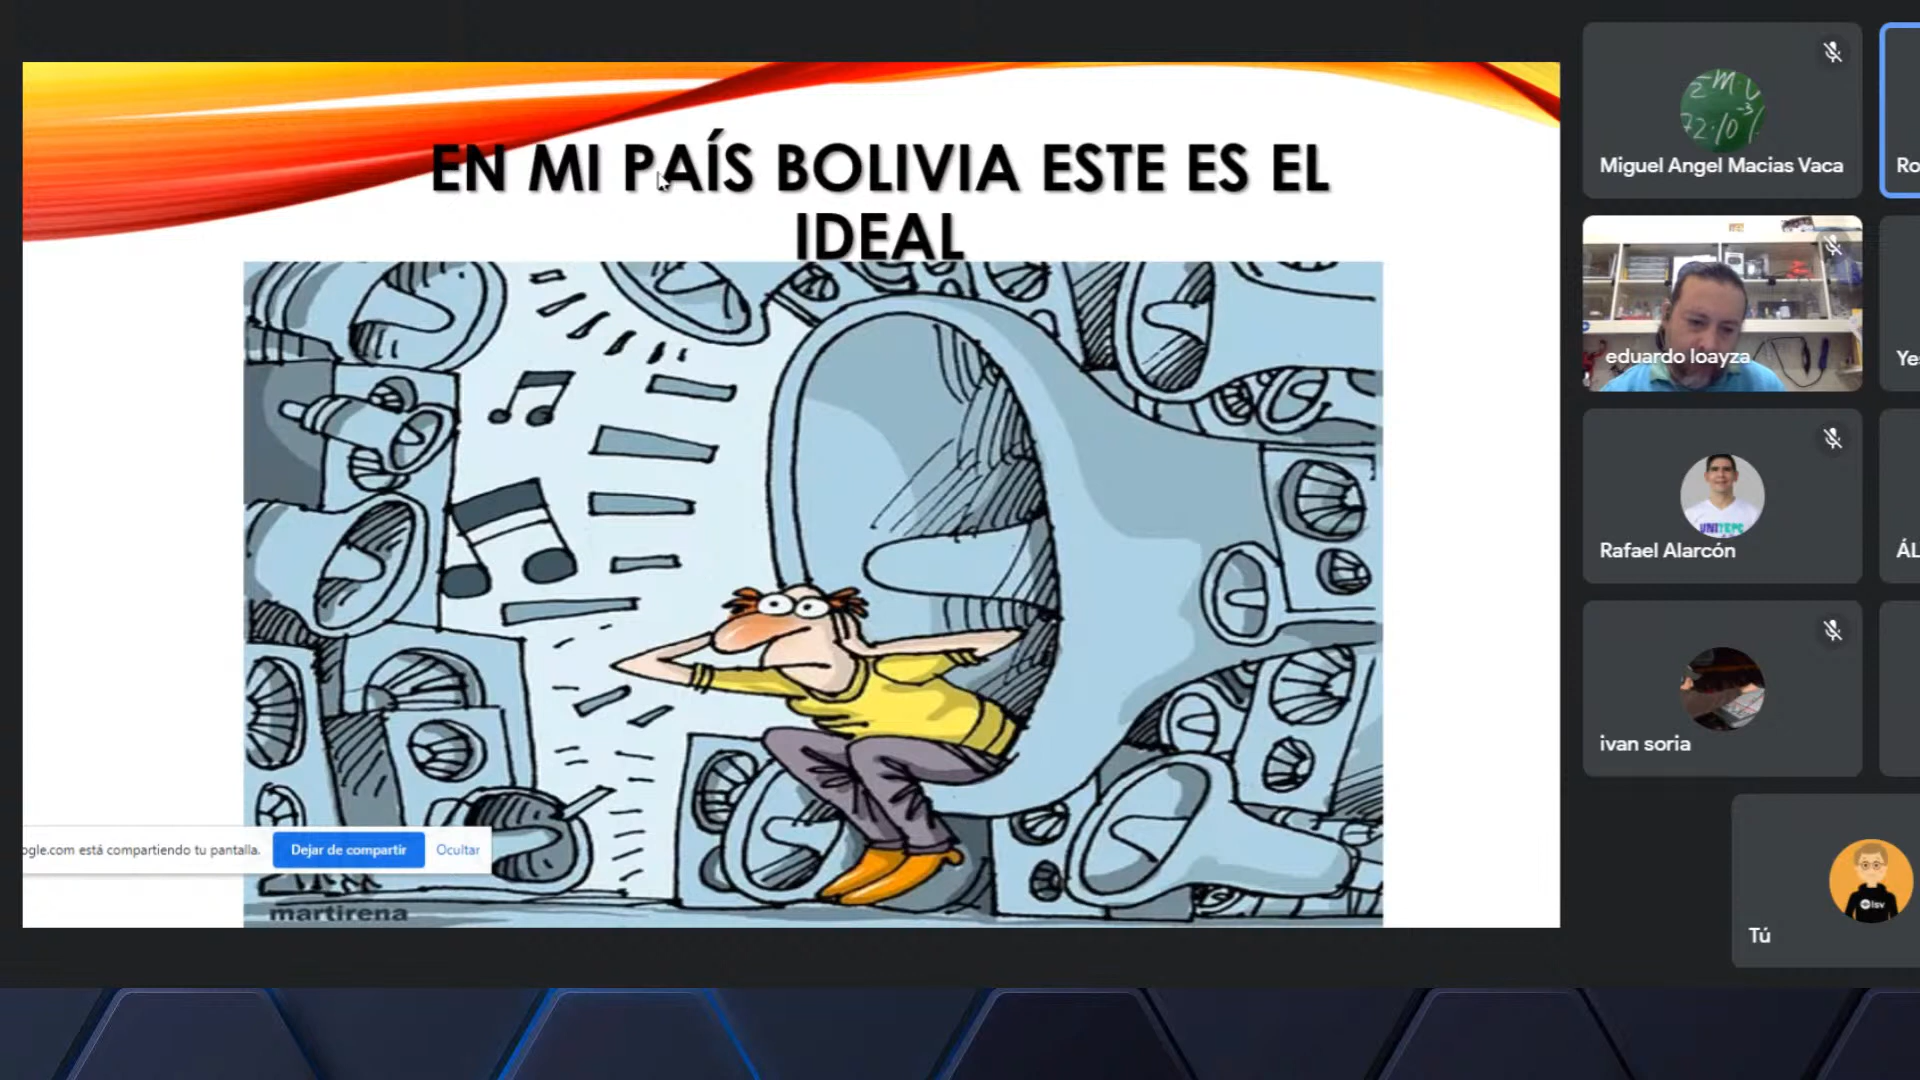 EN MI PAÍS BOLIVIA ESTE ES EL
IDEAL
martirena
ogle.com está compartiendo tu pantalla.
Dejar de compartir
Ocultar
Miguel Angel Macias Vaca
Ro
eduardo loayza
Ye
Rafael Alarcón
ÁL
ivan soria
Tú